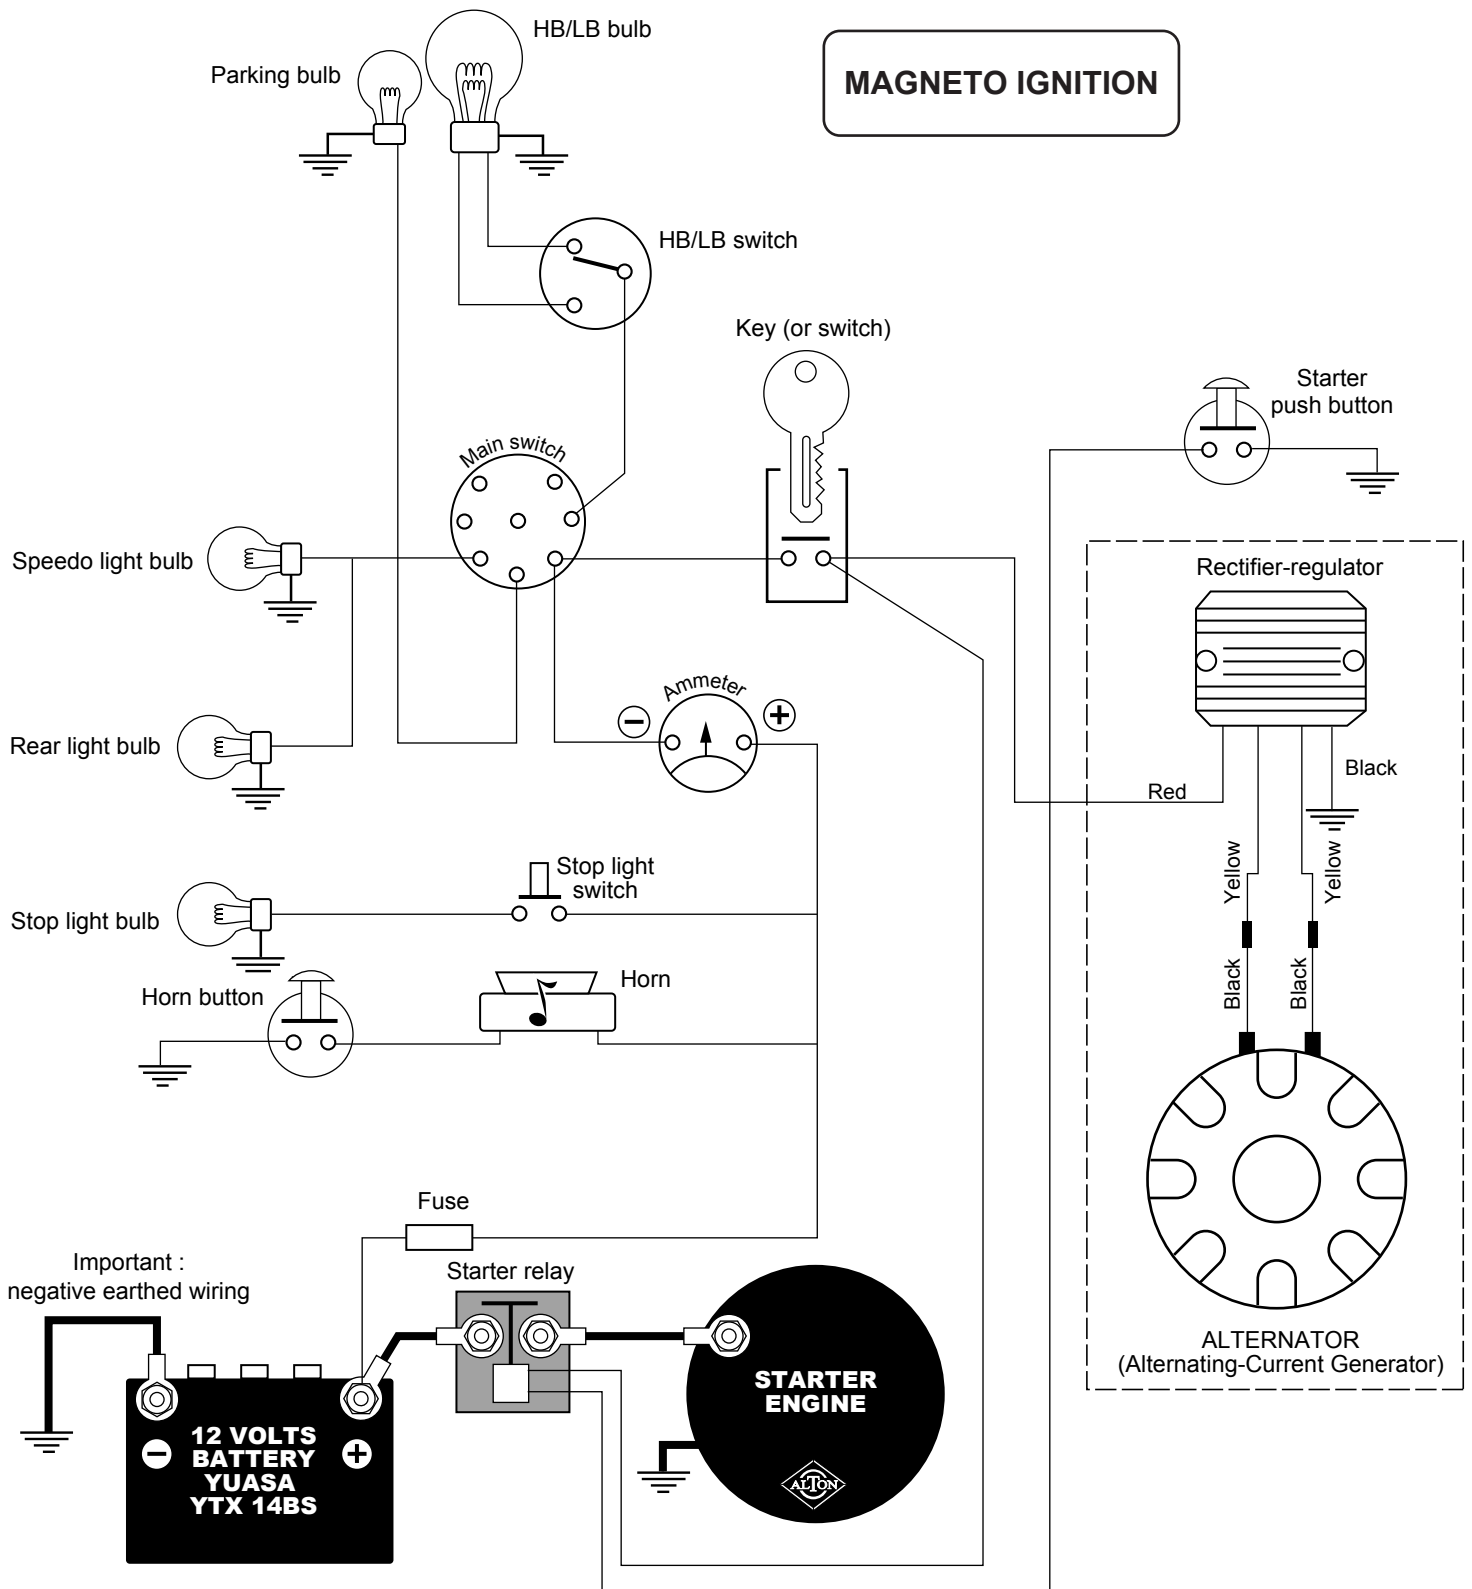 HB/LB bulb
Parking bulb
MAGNETO IGNITION
HB/LB switch
Key (or switch)
Starter
push button
Main switch
Speedo light bulb
Rectifier-regulator
Ammeter
Rear light bulb
Black
Red
Yellow
Yellow
Stop light
switch
Stop light bulb
Horn
Horn button
Black
Black
Fuse
Important :
negative earthed wiring
Starter relay
ALTERNATOR
(Alternating-Current Generator)
STARTER
ENGINE
12 VOLTS
BATTERY
YUASA
YTX 14BS
ALTON